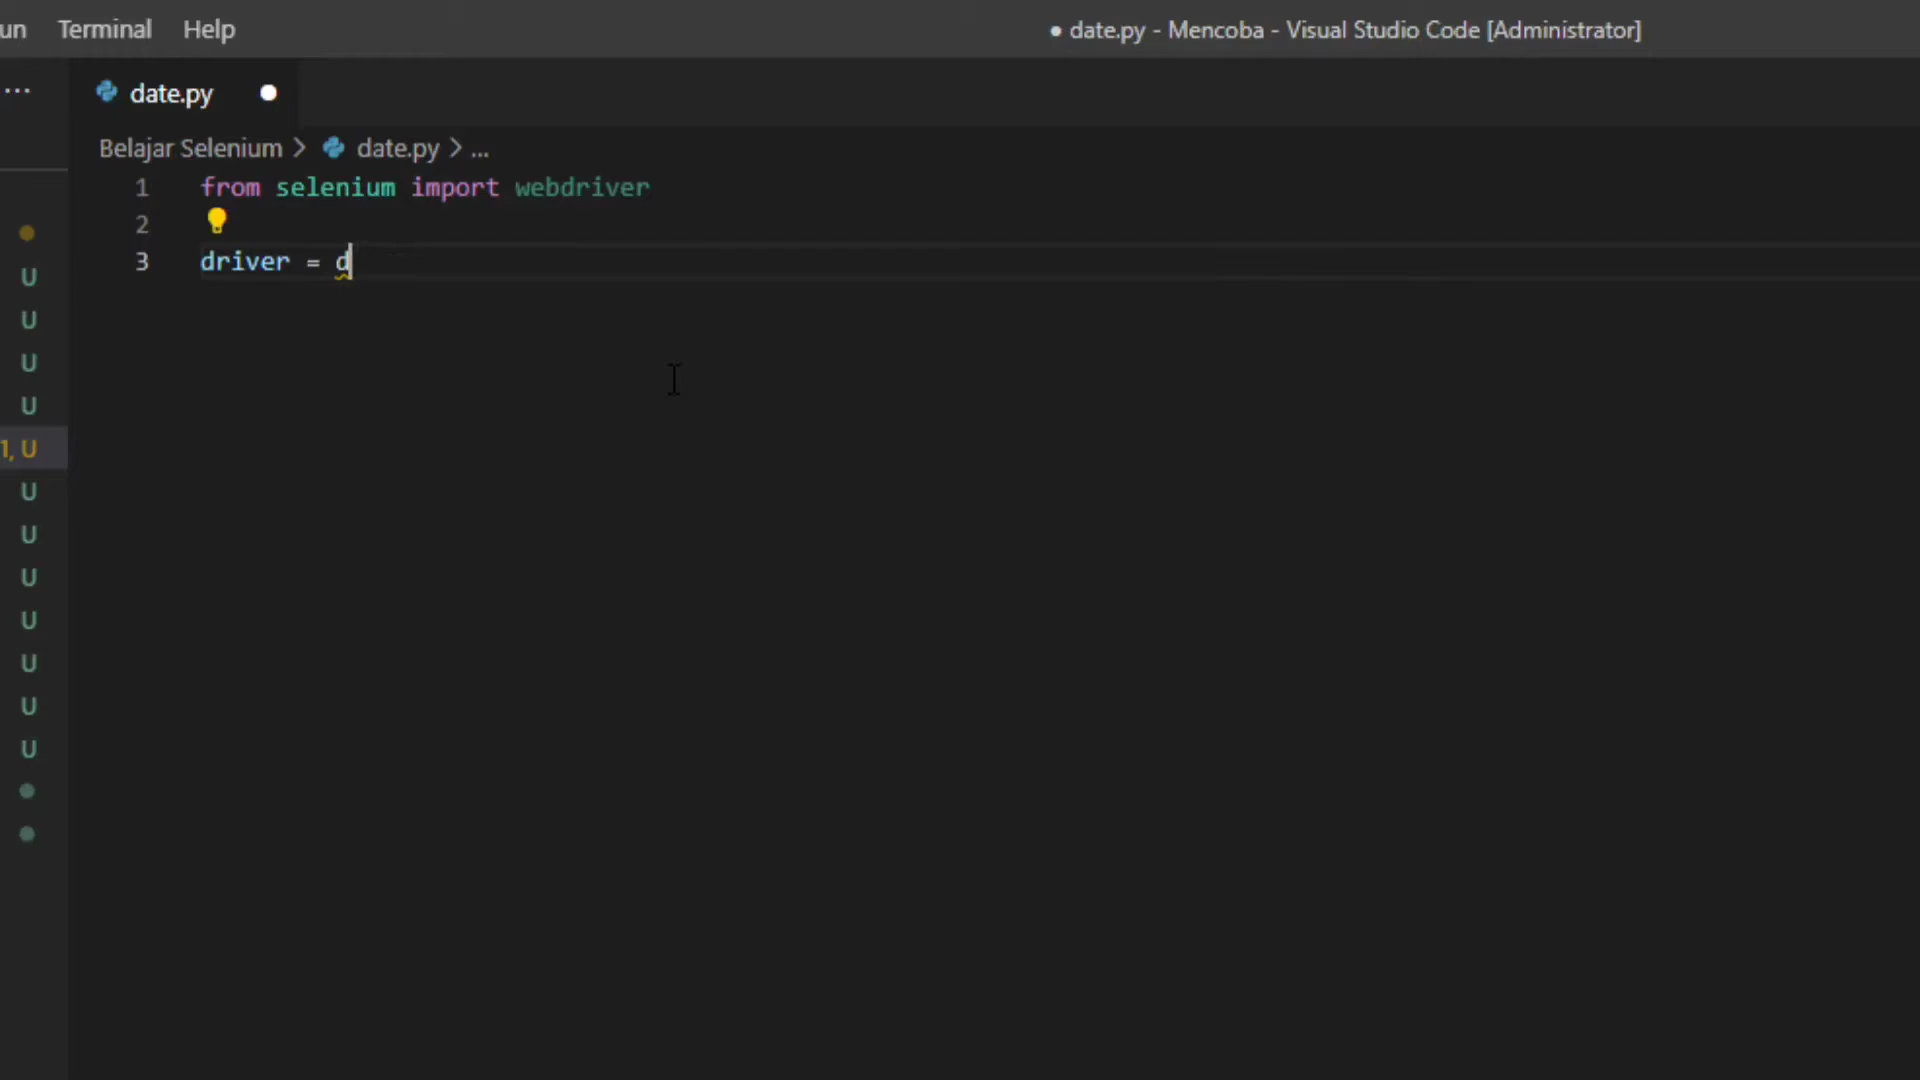 un Terminal Help ● date.py - Mencoba - Visual Studio Code [Administrator]
... date.py ●
Belajar Selenium > date.py > ...
1 from selenium import webdriver
2
3 driver = d
U
U
U
U
1, U
U
U
U
U
U
U
U